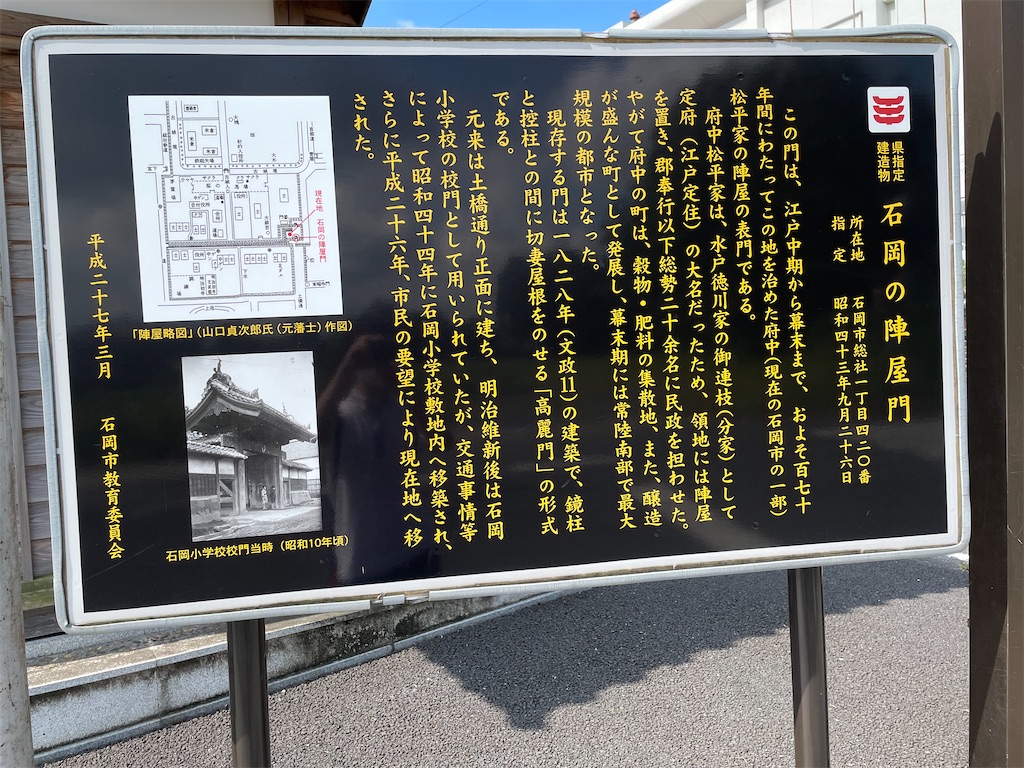 県指定
建造物
石岡の陣屋門
所在地　石岡市総社一丁目四二〇番
指　定　昭和四十三年九月二十六日
この門は、江戸中期から幕末まで、およそ百七十
年間にわたってこの地を治めた府中(現在の石岡市の一部)
松平家の陣屋の表門である。
府中松平家は、水戸徳川家の御連枝(分家)として
定府(江戸定住)の大名だったため、領地には陣屋
を置き、郡奉行以下総勢二十余名に民政を担わせた。
やがて府中の町は、穀物・肥料の集散地、また、醸造
が盛んな町として発展し、幕末期には常陸南部で最大
規模の都市となった。
現存する門は一八二八年(文政11)の建築で、鏡柱
と控柱との間に切妻屋根をのせる「高麗門」の形式
である。
元来は土橋通り正面に建ち、明治維新後は石岡
小学校の校門として用いられていたが、交通事情等
によって昭和四十四年に石岡小学校敷地内へ移築され、
さらに平成二十六年、市民の要望により現在地へ移
された。
現在地　石岡の陣屋門
「陣屋略図」(山口貞次郎氏(元藩士)作図)
石岡小学校校門当時(昭和10年頃)
平成二十七年三月　石岡市教育委員会